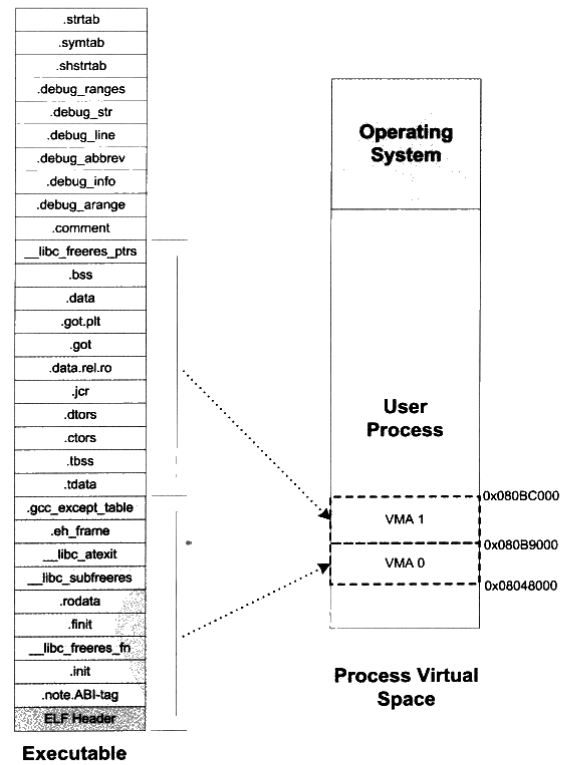 .strtab
.symtab
.shstrtab
.debug_ranges
.debug_str
.debug_line
.debug_abbrev
.debug_info
.debug_arange
.comment
__libc_freeres_ptrs
.bss
.data
.got.plt
.got
.data.rel.ro
.jcr
.dtors
.ctors
.tbss
.tdata
.gcc_except_table
.eh_frame
__libc_atexit
__libc_subfreeres
.rodata
.finit
__libc_freeres_fn
.init
.note.ABI-tag
ELF Header
Executable
Operating
System
User
Process
0x080BC000
VMA 1
0x080B9000
VMA 0
0x08048000
Process Virtual
Space